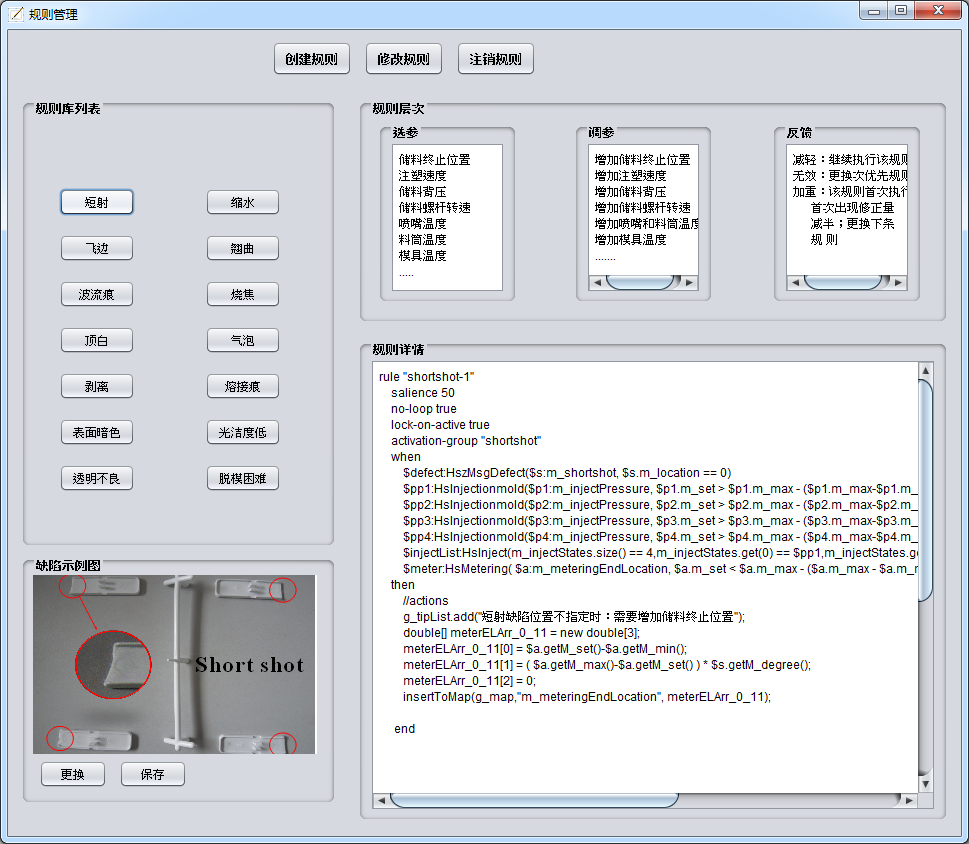 规则管理
创建规则 修改规则 注销规则
规则库列表
短射 缩水
飞边 翘曲
波流痕 烧焦
顶白 气泡
剥离 熔接痕
表面暗色 光洁度低
透明不良 脱模困难
缺陷示例图
Short shot
更换 保存
规则层次
选参
储料终止位置
注塑速度
储料背压
储料螺杆转速
喷嘴温度
料筒温度
模具温度
.....
调参
增加储料终止位置
增加注塑速度
增加储料背压
增加储料螺杆转速
增加喷嘴和料筒温度
增加模具温度
.......
反馈
减轻：继续执行该规则
无效：更换次优先规则
加重：该规则首次执行
首次出现修正量
减半；更换下条
规 则
规则详情
rule "shortshot-1"
salience 50
no-loop true
lock-on-active true
activation-group "shortshot"
when
$defect:HszMsgDefect($s:m_shortshot, $s.m_location == 0)
$pp1:HsInjectionmold($p1:m_injectPressure, $p1.m_set > $p1.m_max - ($p1.m_max-$p1.m_
$pp2:HsInjectionmold($p2:m_injectPressure, $p2.m_set > $p2.m_max - ($p2.m_max-$p2.m_
$pp3:HsInjectionmold($p3:m_injectPressure, $p3.m_set > $p3.m_max - ($p3.m_max-$p3.m_
$pp4:HsInjectionmold($p4:m_injectPressure, $p4.m_set > $p4.m_max - ($p4.m_max-$p4.m_
$injectList:HsInject(m_injectStates.size() == 4,m_injectStates.get(0) == $pp1,m_injectStates.ge
$meter:HsMetering( $a:m_meteringEndLocation, $a.m_set < $a.m_max - ($a.m_max - $a.m_
then
//actions
g_tipList.add("短射缺陷位置不指定时：需要增加储料终止位置");
double[] meterELArr_0_11 = new double[3];
meterELArr_0_11[0] = $a.getM_set()-$a.getM_min();
meterELArr_0_11[1] = ( $a.getM_max()-$a.getM_set() ) * $s.getM_degree();
meterELArr_0_11[2] = 0;
insertToMap(g_map,"m_meteringEndLocation", meterELArr_0_11);
end